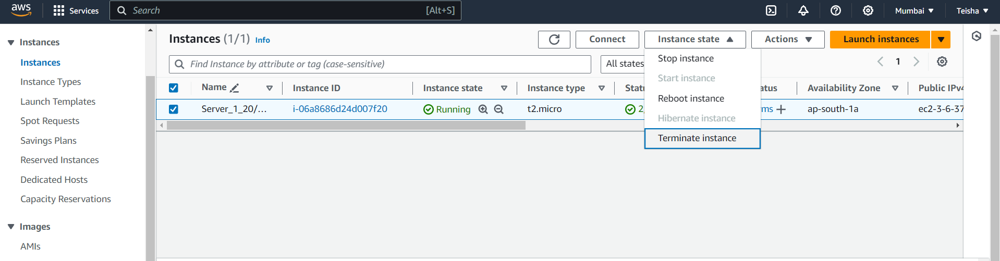 aws Services Search [Alt+S] Mumbai Teisha
Instances
Instances
Instance Types
Launch Templates
Spot Requests
Savings Plans
Reserved Instances
Dedicated Hosts
Capacity Reservations
Images
AMIs
Instances (1/1) Info Connect Instance state Actions Launch instances
Find Instance by attribute or tag (case-sensitive) All states 1
Stop instance
Start instance
Reboot instance
Hibernate instance
Terminate instance
Name Instance ID Instance state Instance type Statu atus Availability Zone Public IPv4
Server_1_20/... i-06a8686d24d007f20 Running t2.micro 2/ ms + ap-south-1a ec2-3-6-37